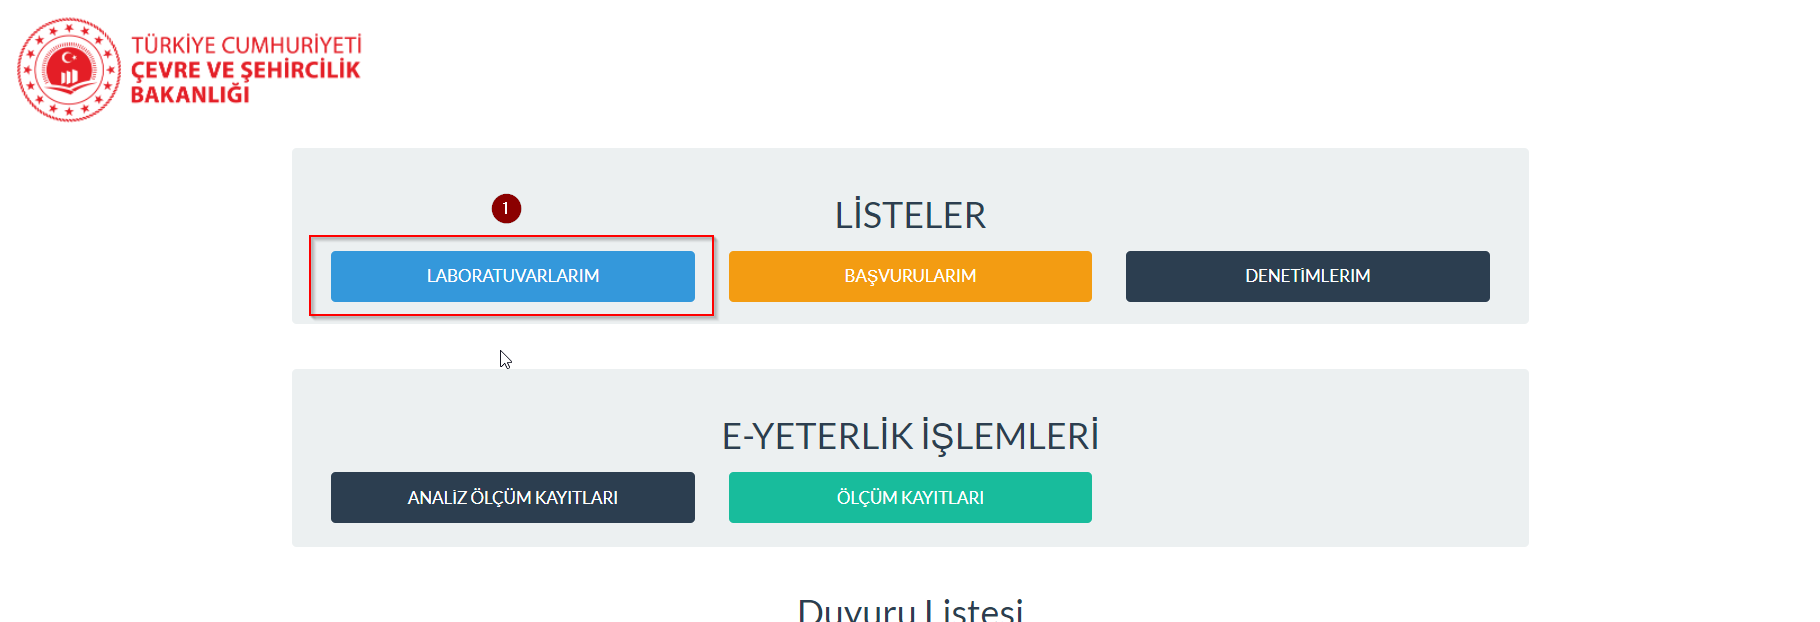 TÜRKİYE CUMHURİYETİ
ÇEVRE VE ŞEHİRCİLİK
BAKANLIĞI
1
LİSTELER
LABORATUVARLARIM
BAŞVURULARIM
DENETİMLERIM
E-YETERLİK İŞLEMLERİ
ANALİZ ÖLÇÜM KAYITLARI
ÖLÇÜM KAYITLARI
Duyuru Listesi